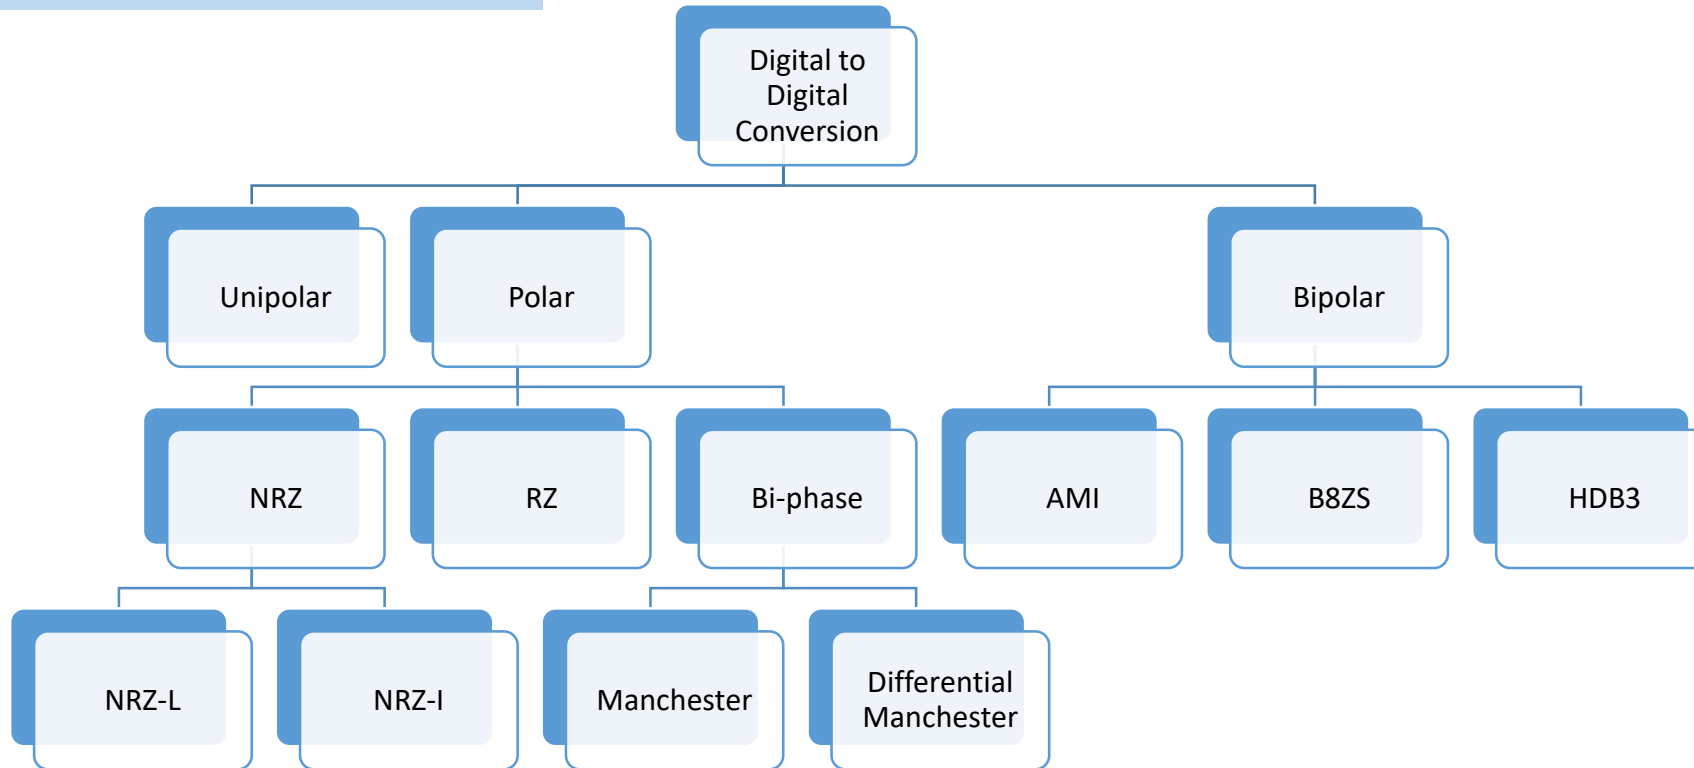 Digital to
Digital
Conversion
Unipolar
Polar
Bipolar
NRZ
RZ
Bi-phase
AMI
B8ZS
HDB3
NRZ-L
NRZ-I
Manchester
Differential
Manchester